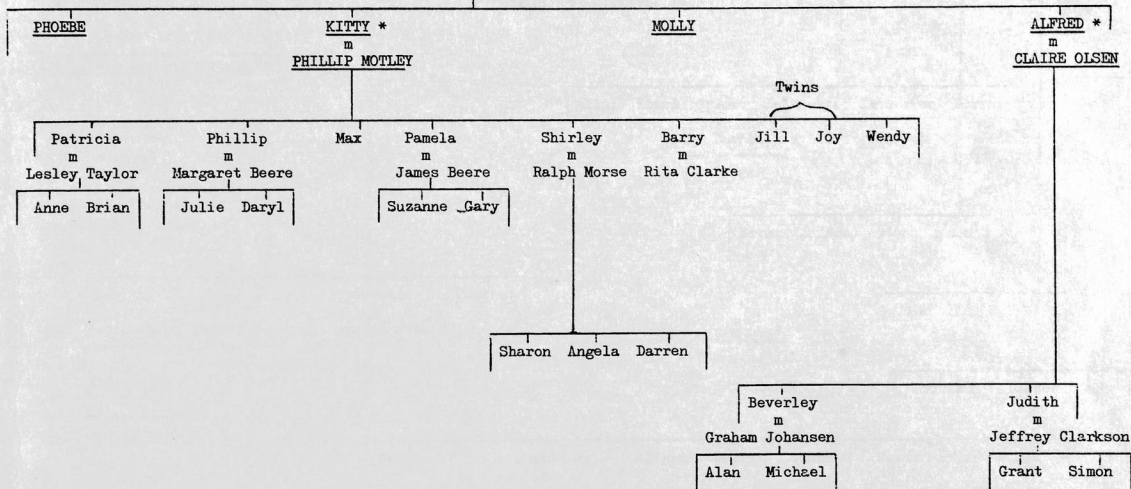 PHOEBE KITTY * MOLLY ALFRED *
m m
PHILLIP MOTLEY CLAIRE OLSEN
Twins
Patricia Phillip Max Pamela Shirley Barry Jill Joy Wendy
m m m m m
Lesley Taylor Margaret Beere James Beere Ralph Morse Rita Clarke
Anne Brian Julie Daryl Suzanne Gary
Sharon Angela Darren
Beverley Judith
m m
Graham Johansen Jeffrey Clarkson
Alan Michael Grant Simon